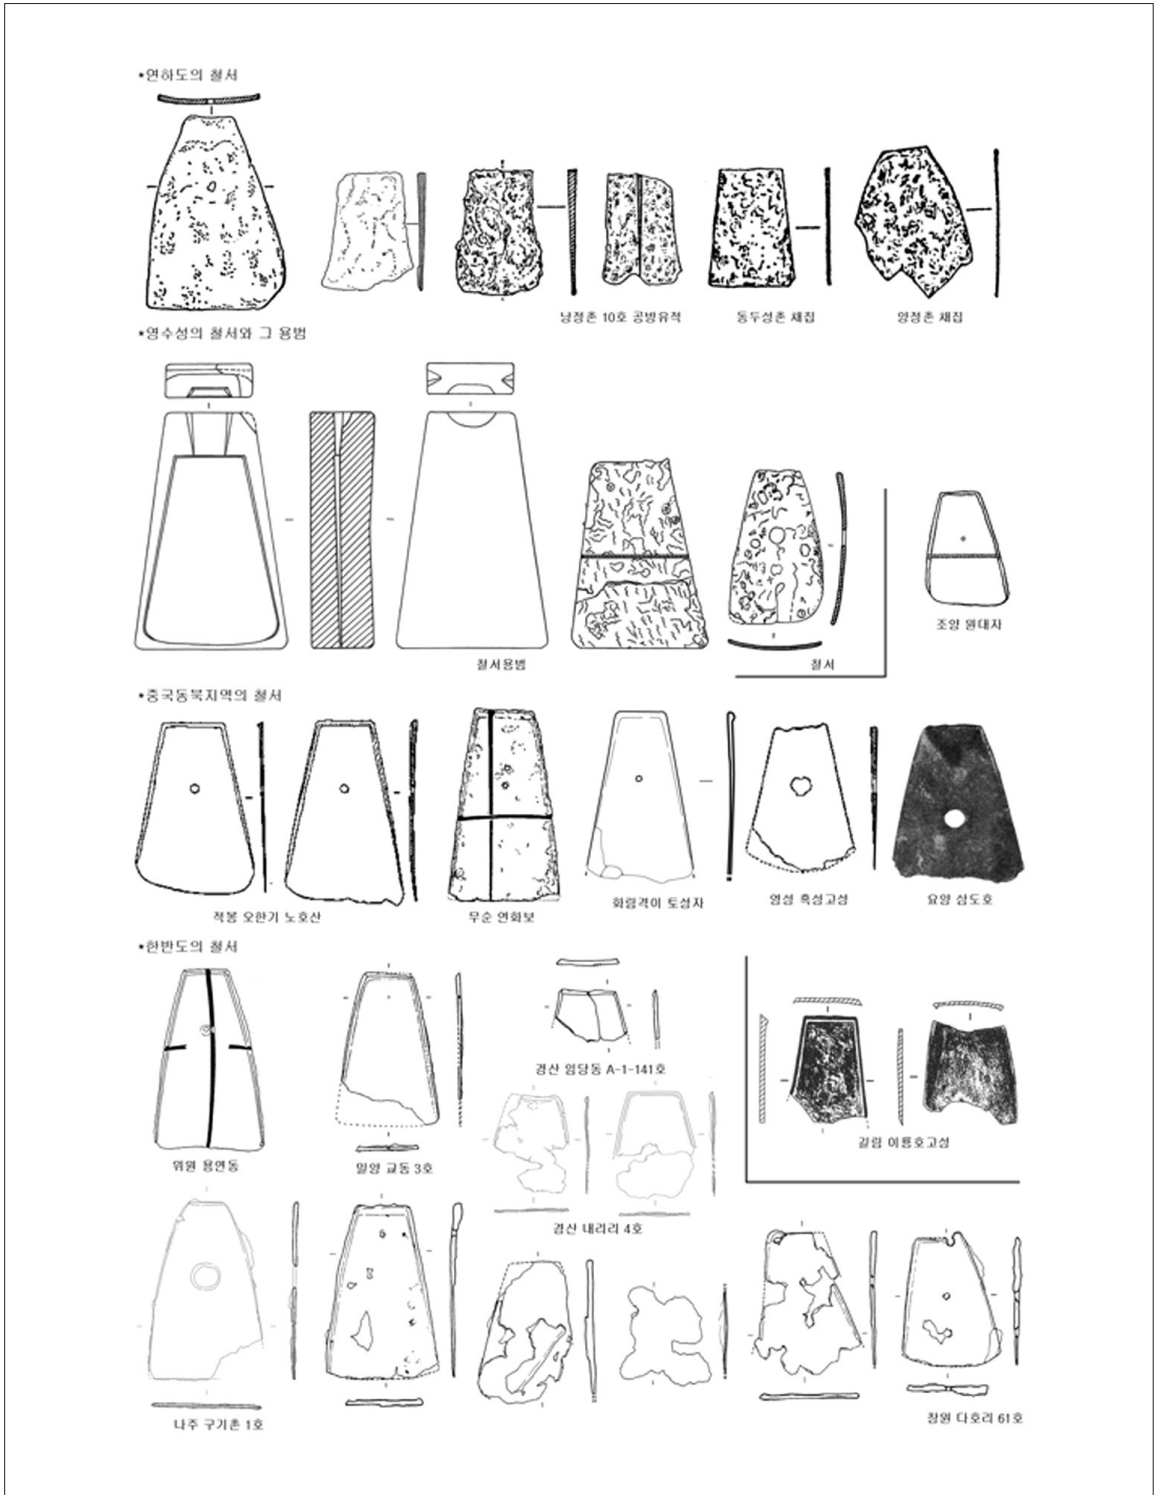 *연하도의 철서
낭정촌 10호 공방유적
동두성촌 채집
양정촌 채집
*영수성의 철서와 그 용범
철서용범
철서
조양 원대자
*중국동북지역의 철서
적봉 오한기 노호산
무순 연화보
화림격이 토성자
영성 흑성고성
요양 삼도호
*한반도의 철서
위원 용연동
밀양 교동 3호
경산 임당동 A-1-141호
경산 내리리 4호
길림 이룡호고성
나주 구기촌 1호
창원 다호리 61호